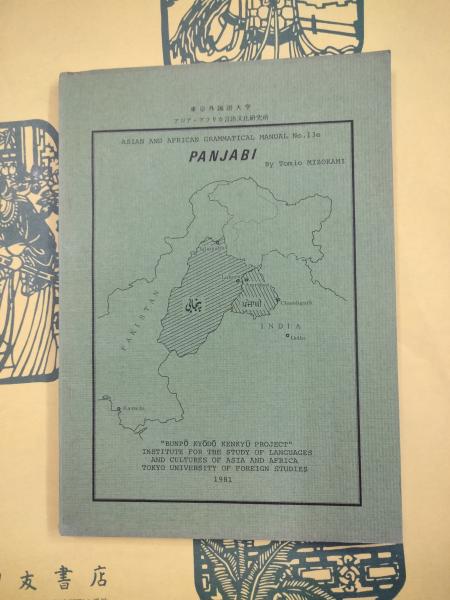 東京外国語大学
アジア・アフリカ言語文化研究所
ASIAN AND AFRICAN GRAMMATICAL MANUAL No.13e
PANJABI
By Tomio MIZOKAMI
Islamabad
Lahore
پنجابی
ਪੰਜਾਬੀ
Chandigarh
PAKISTAN
INDIA
Delhi
Karachi
"BUNPŌ KYŌDŌ KENKYŪ PROJECT"
INSTITUTE FOR THE STUDY OF LANGUAGES
AND CULTURES OF ASIA AND AFRICA
TOKYO UNIVERSITY OF FOREIGN STUDIES
1981
友書店